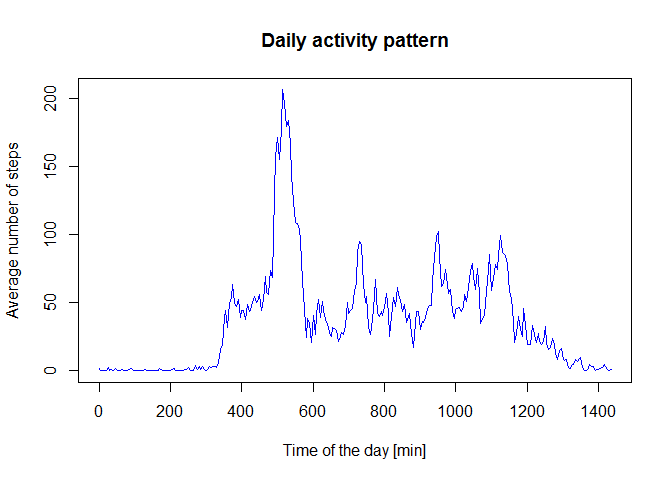 Daily activity pattern
Average number of steps
200
150
100
50
0
0 200 400 600 800 1000 1200 1400
Time of the day [min]